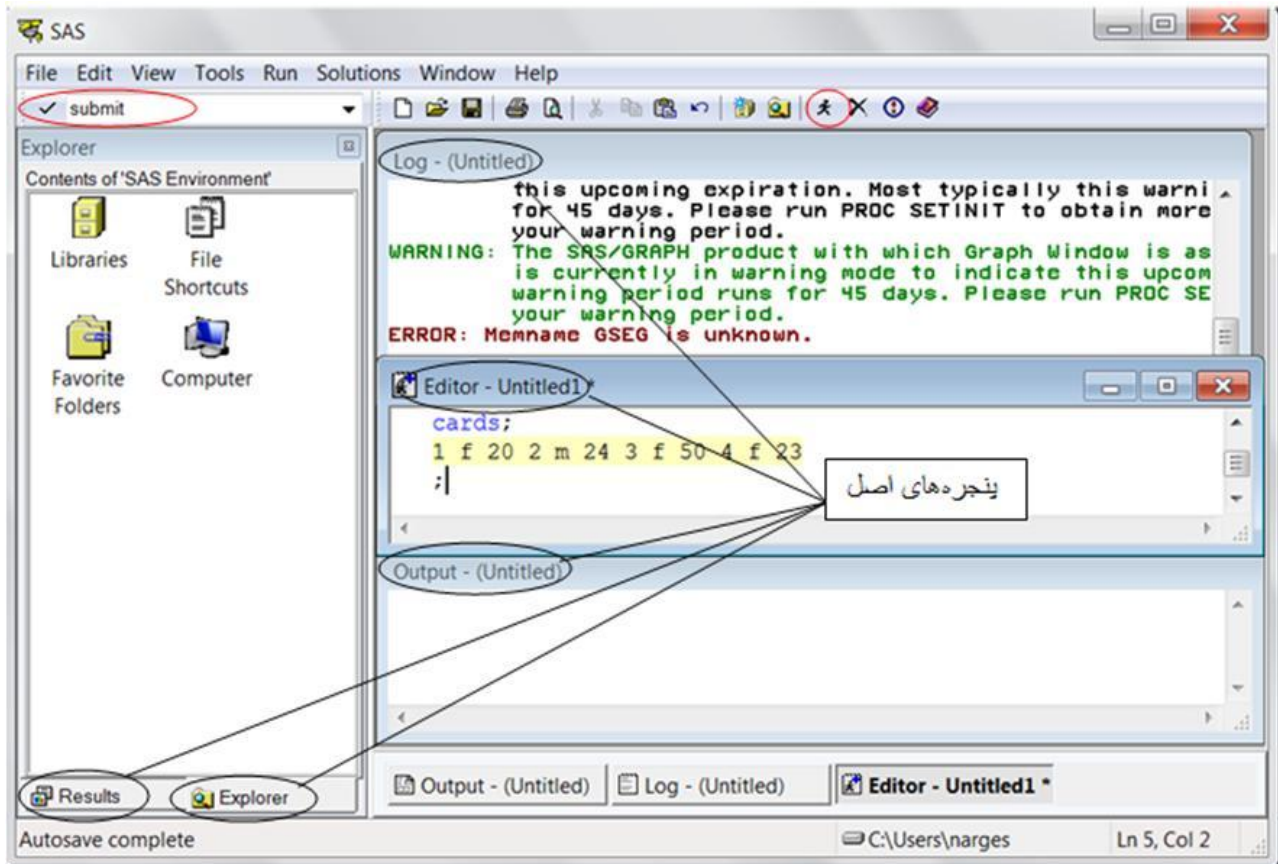 SAS
File Edit View Tools Run Solutions Window Help
submit
Explorer
Contents of 'SAS Environment'
Libraries
File Shortcuts
Favorite Folders
Computer
Log - (Untitled)
this upcoming expiration. Most typically this warni
for 45 days. Please run PROC SETINIT to obtain more
your warning period.
WARNING: The SAS/GRAPH product with which Graph Window is as
is currently in warning mode to indicate this upcom
warning period runs for 45 days. Please run PROC SE
your warning period.
ERROR: Memname GSEG is unknown.
Editor - Untitled1 *
cards;
1 f 20 2 m 24 3 f 50 4 f 23
;
پنجره‌های اصل
Output - (Untitled)
Results
Explorer
Output - (Untitled)
Log - (Untitled)
Editor - Untitled1 *
Autosave complete
C:\Users\narges
Ln 5, Col 2